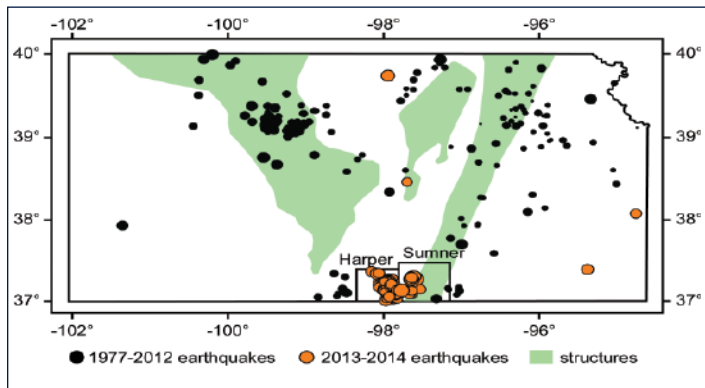 -102° -100° -98° -96°
40° 40°
39° 39°
38° 38°
Harper Sumner
37° 37°
-102° -100° -98° -96°
1977-2012 earthquakes 2013-2014 earthquakes structures